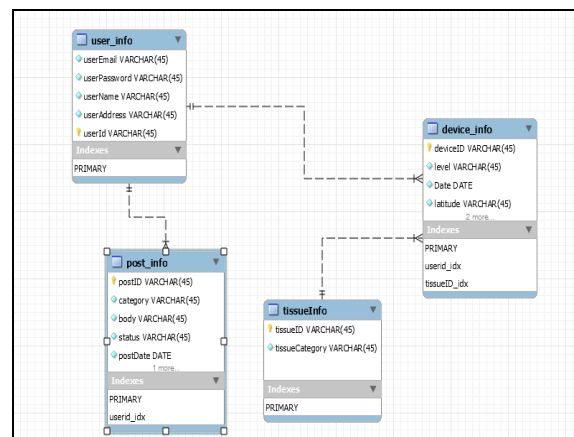 user_info
userEmail VARCHAR(45)
userPassword VARCHAR(45)
userName VARCHAR(45)
userAddress VARCHAR(45)
userId VARCHAR(45)
Indexes
PRIMARY
device_info
deviceID VARCHAR(45)
level VARCHAR(45)
Date DATE
latitude VARCHAR(45)
2 more...
Indexes
PRIMARY
userid_idx
tissueID_idx
post_info
postID VARCHAR(45)
category VARCHAR(45)
body VARCHAR(45)
status VARCHAR(45)
postDate DATE
1 more...
Indexes
PRIMARY
userid_idx
tissueInfo
tissueID VARCHAR(45)
tissueCategory VARCHAR(45)
Indexes
PRIMARY